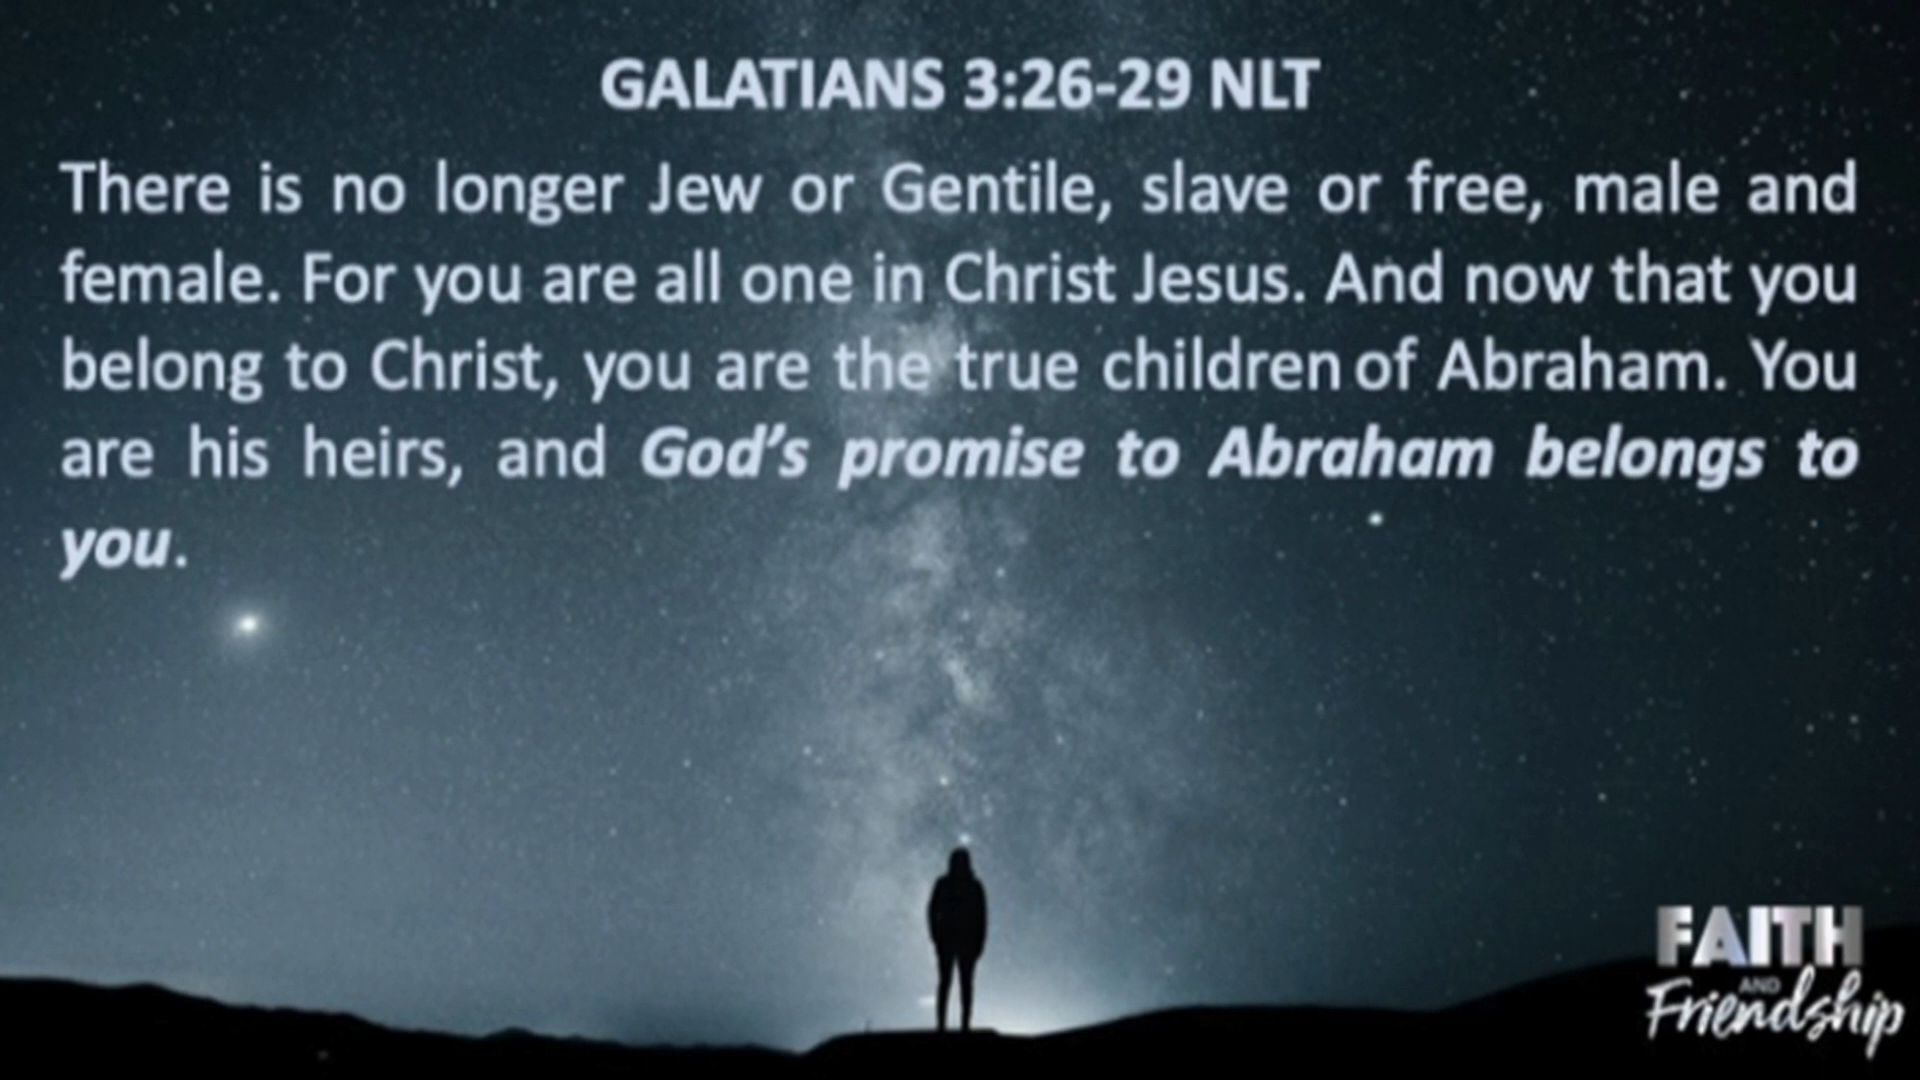 GALATIANS 3:26-29 NLT
There is no longer Jew or Gentile, slave or free, male and
female. For you are all one in Christ Jesus. And now that you
belong to Christ, you are the true children of Abraham. You
are his heirs, and God’s promise to Abraham belongs to
you.
FAITH
AND
Friendship